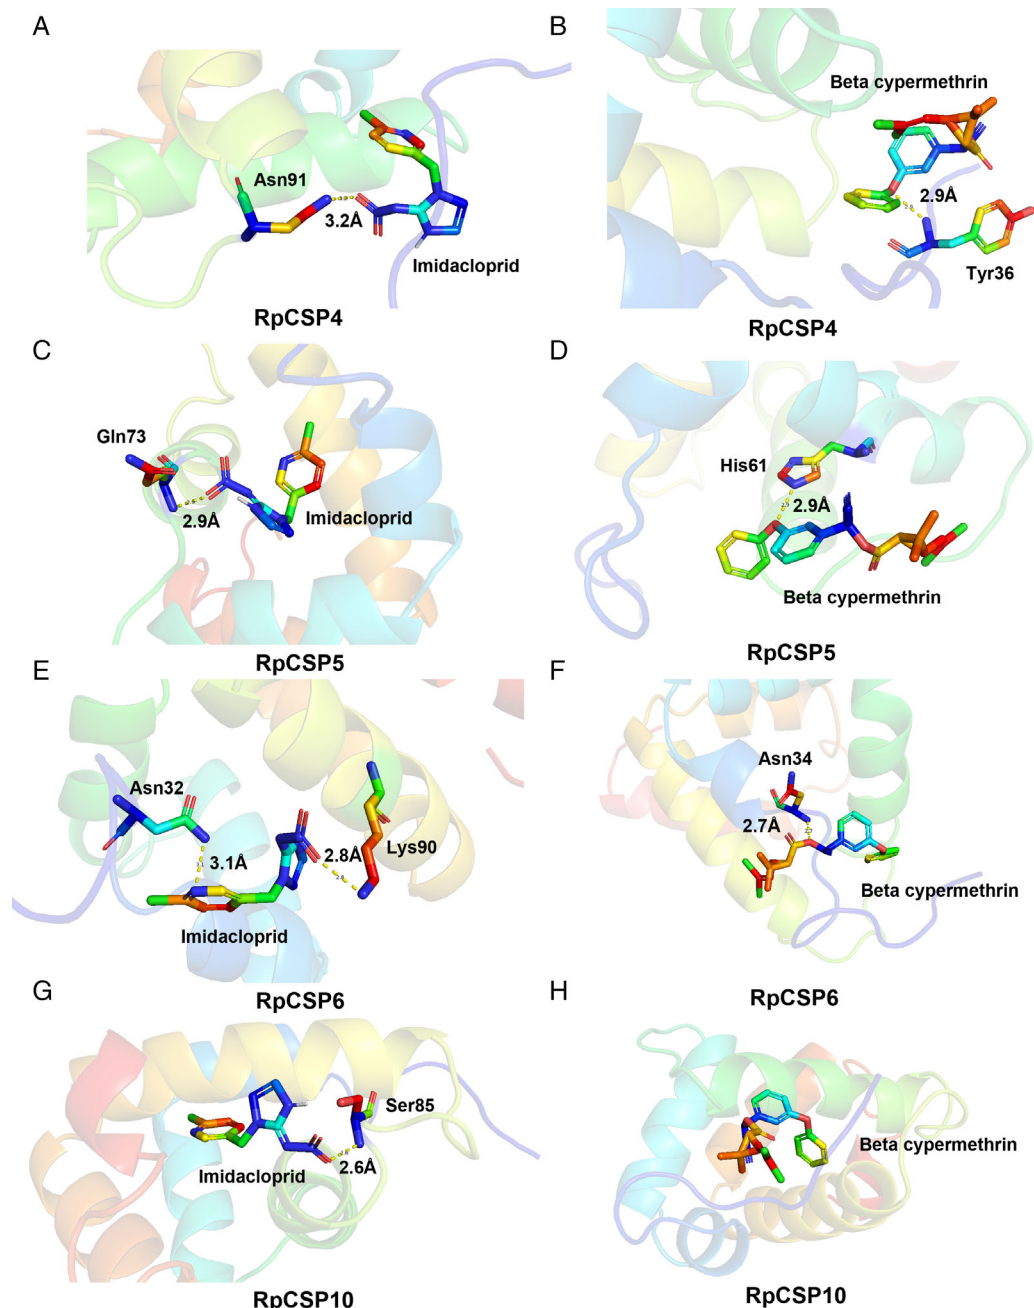 A
B
Beta cypermethrin
Asn91
3.2Å
2.9Å
Imidacloprid
Tyr36
RpCSP4
RpCSP4
C
D
Gln73
His61
2.9Å
Imidacloprid
2.9Å
Beta cypermethrin
RpCSP5
RpCSP5
E
F
Asn32
Asn34
2.7Å
3.1Å
2.8Å
Lys90
Imidacloprid
Beta cypermethrin
RpCSP6
RpCSP6
G
H
Ser85
Imidacloprid
2.6Å
Beta cypermethrin
RpCSP10
RpCSP10